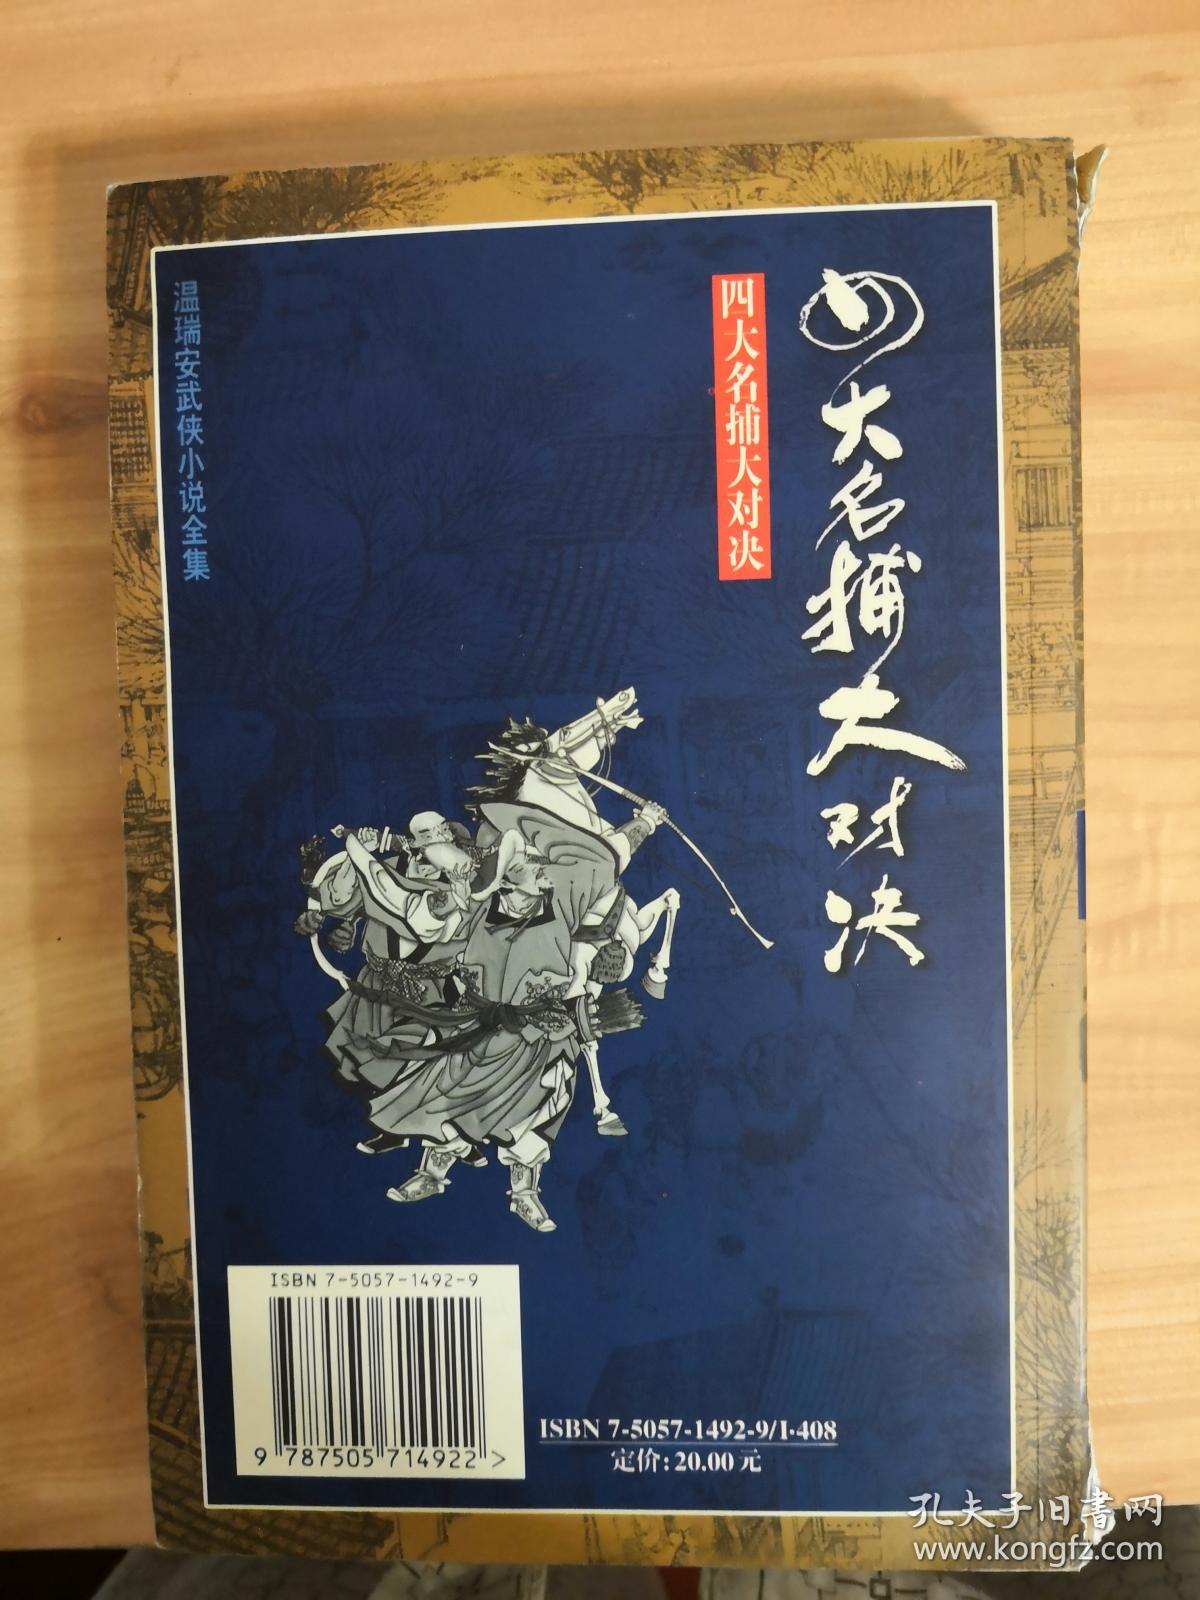 四大名捕大对决
四大名捕大对决
温瑞安武侠小说全集
ISBN 7-5057-1492-9
9 787505 714922 >
ISBN 7-5057-1492-9/I·408
定价:20.00元
孔夫子旧书网
www.kongfz.com